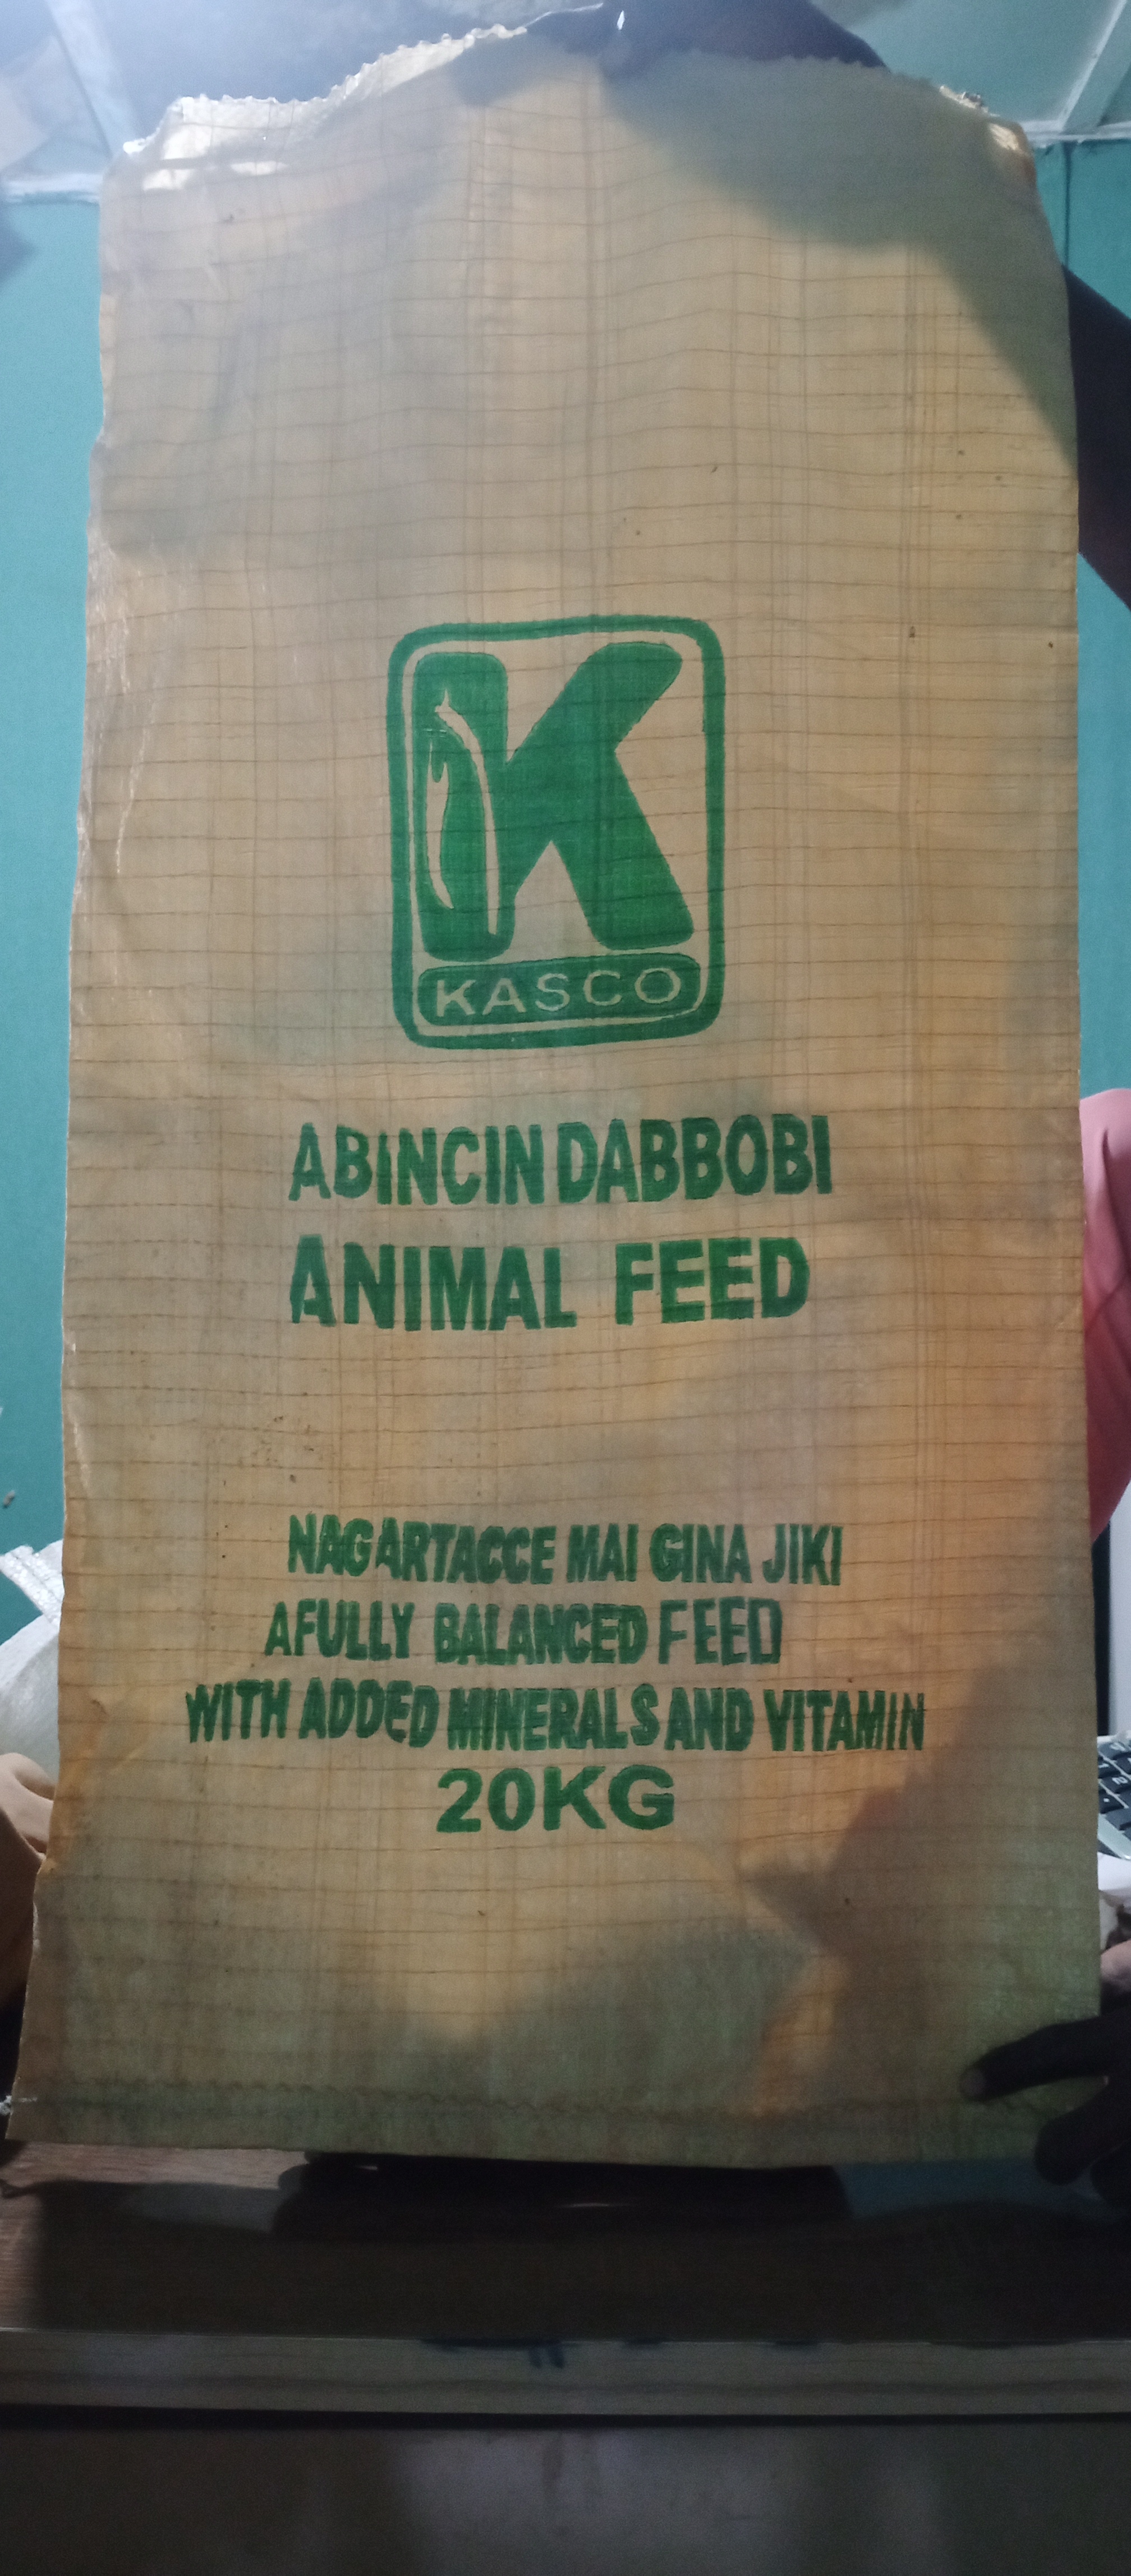 K
KASCO
ABINCIN DABBOBI
ANIMAL FEED
NAGARTACCE MAI GINA JIKI
AFULLY BALANCED FEED
WITH ADDED MINERALS AND VITAMIN
20KG